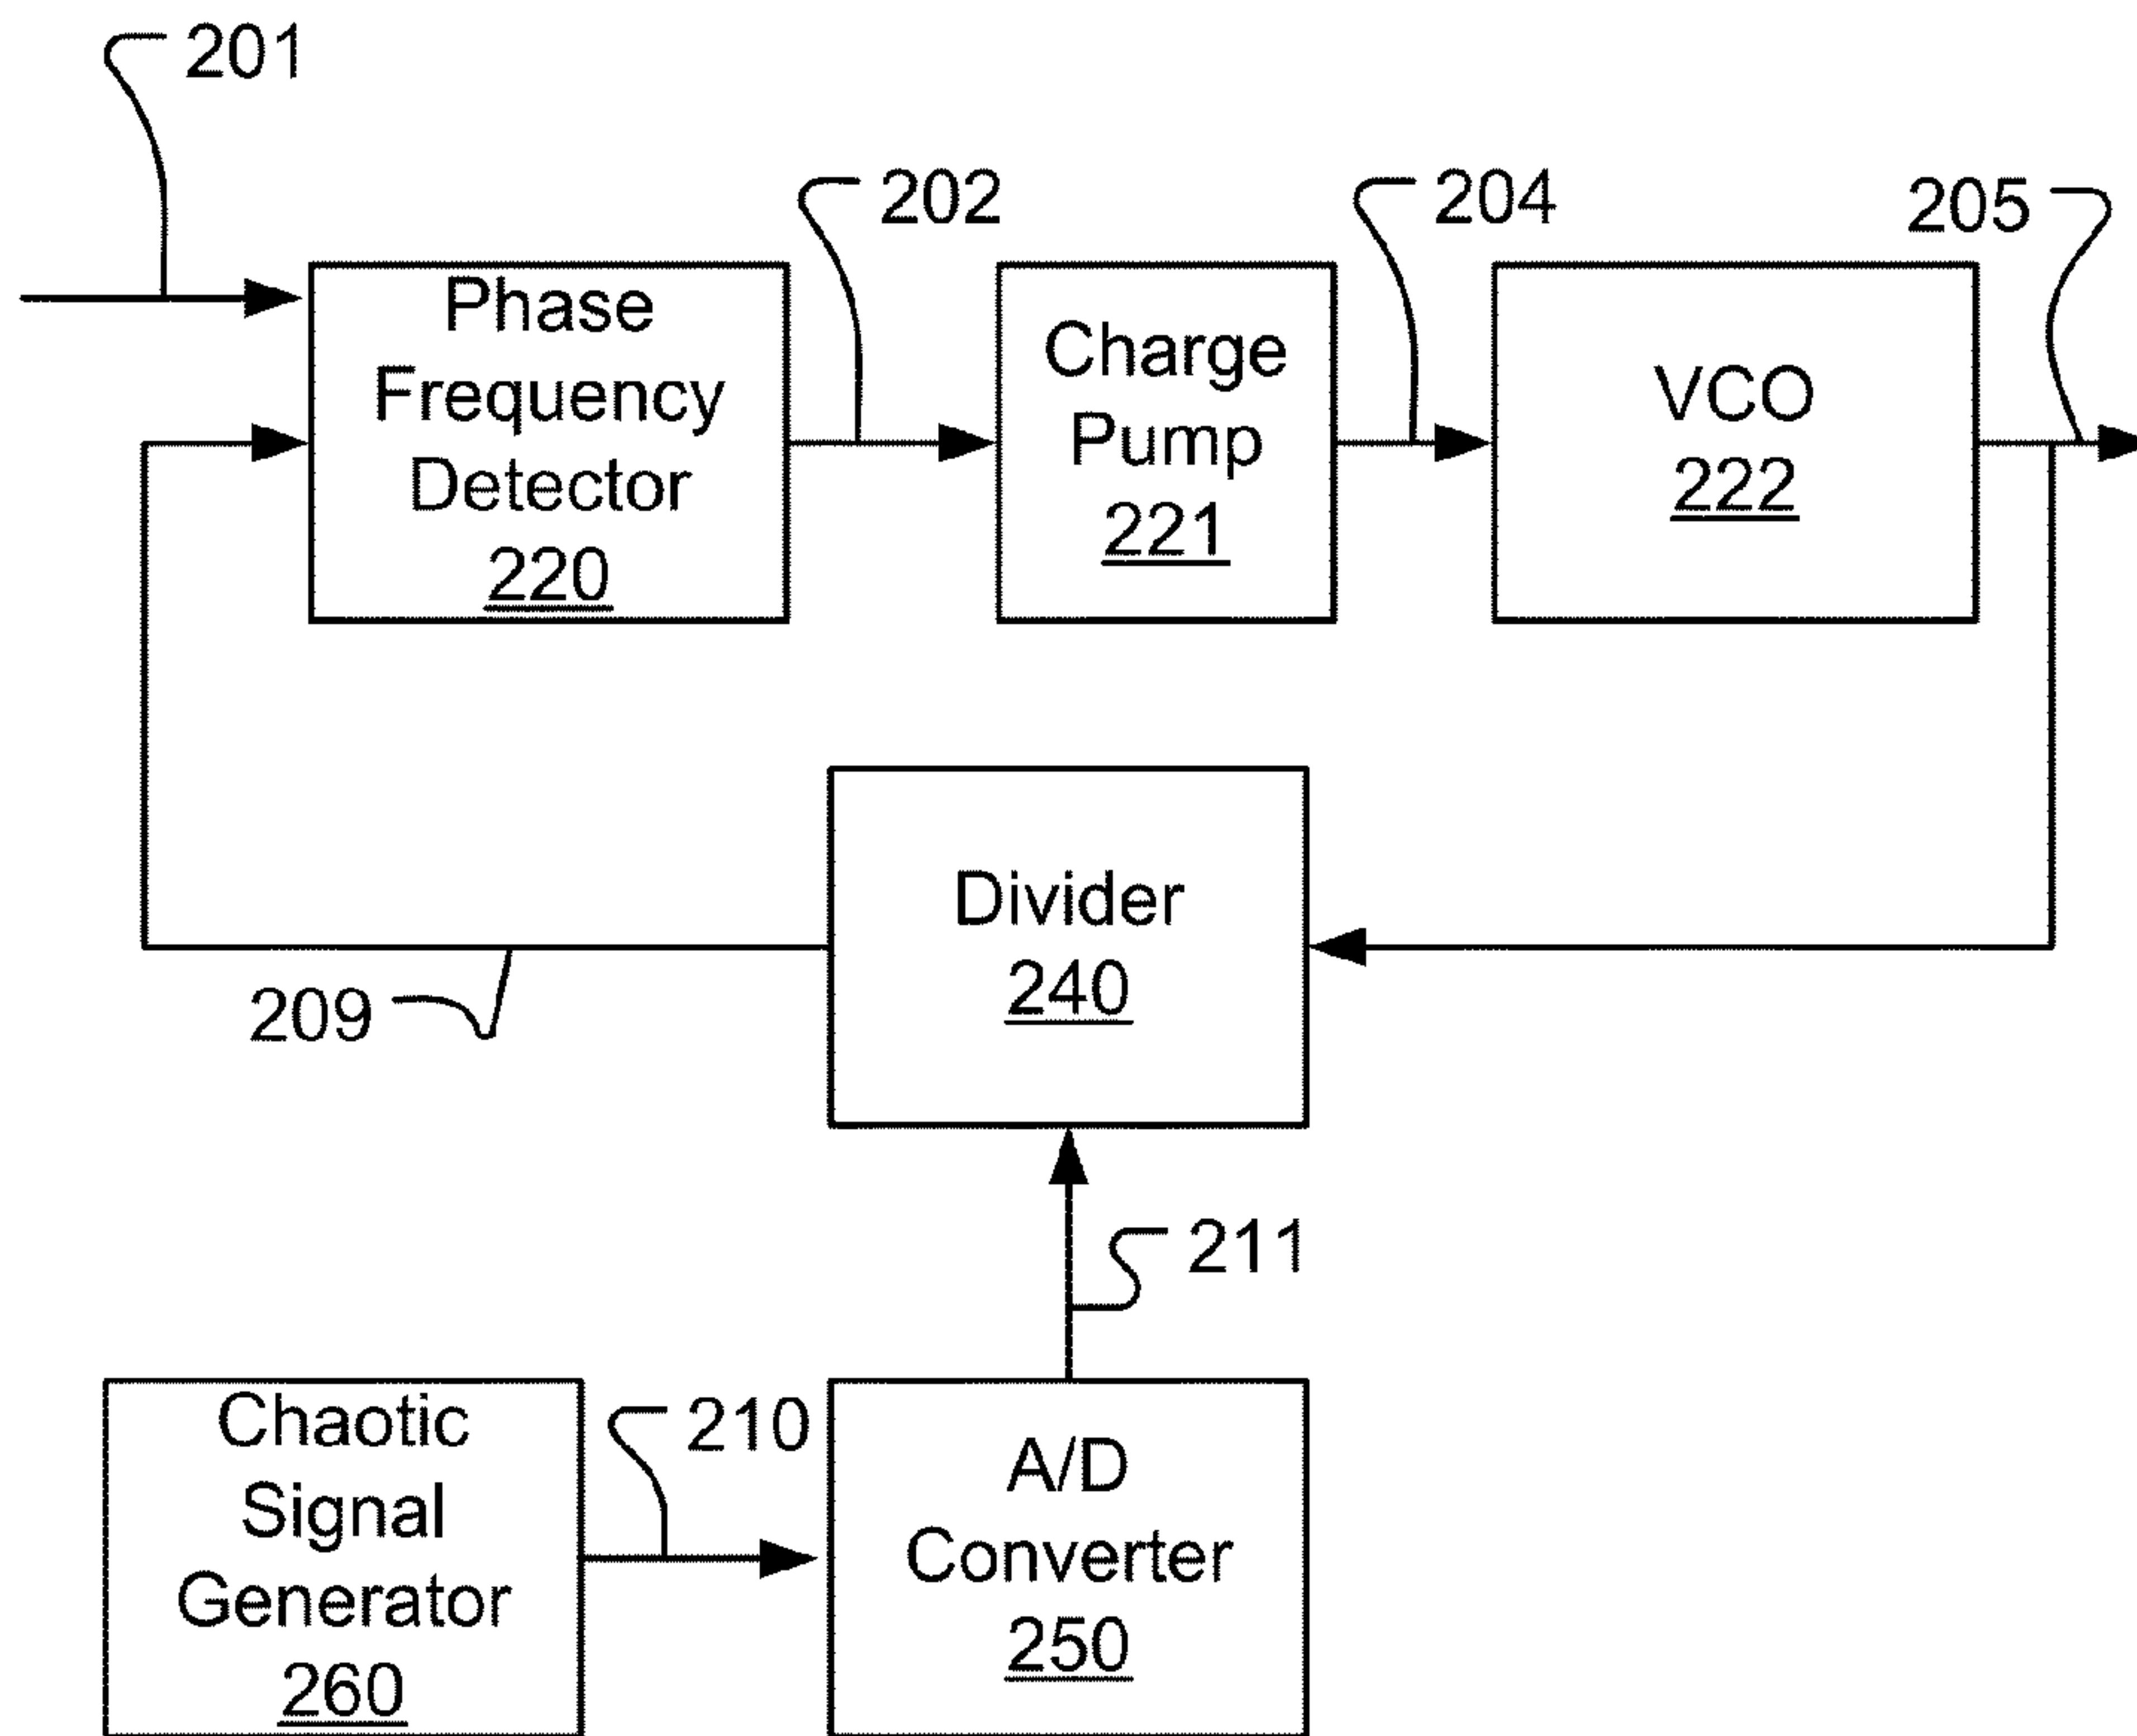 201
202
204
205
Phase
Frequency
Detector
220
Charge
Pump
221
VCO
222
Divider
240
209
211
Chaotic
Signal
Generator
260
210
A/D
Converter
250